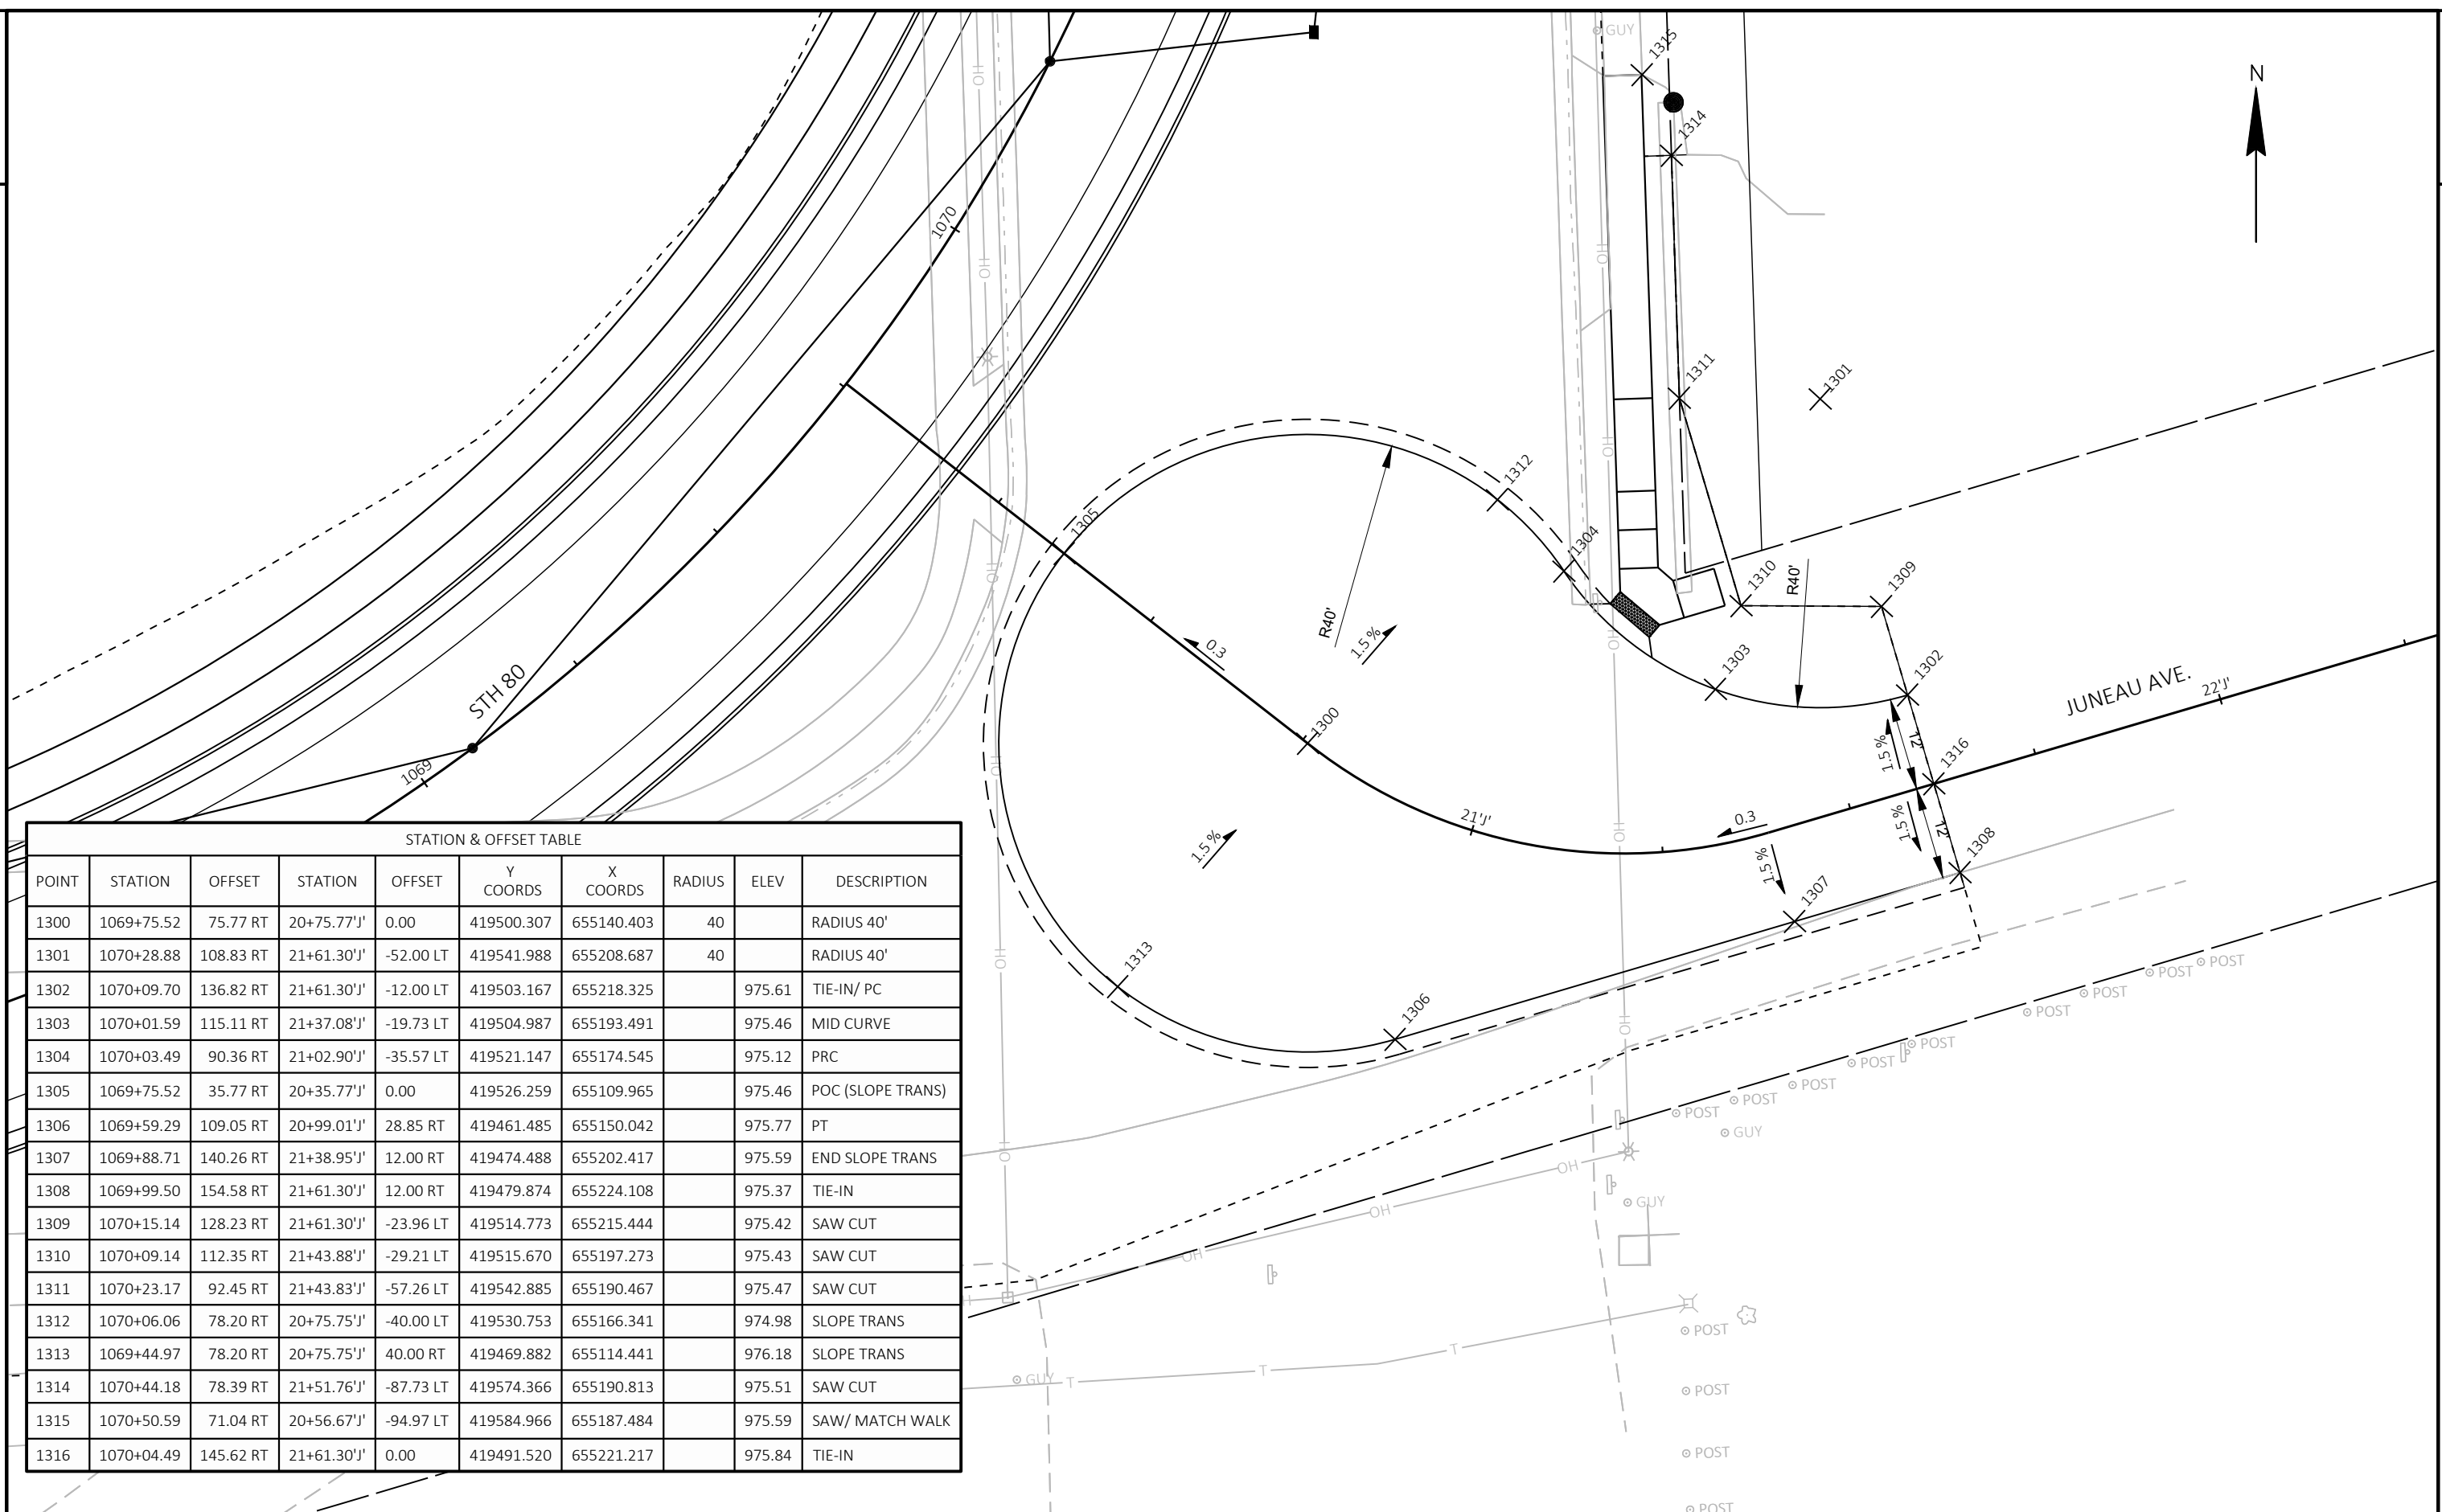 GUY
1315
N
OH
1314
OH
1070
OH
OH
1311
1301
OH
1312
1305
1304
OH
1310
1309
R40'
R40'
1.5 %
0.3
OH
1303
1302
STH 80
JUNEAU AVE.
22'J'
1300
12'
1.5 %
1316
1069
OH
21'J'
0.3
OH
1.5 %
12'
1308
1.5 %
1.5 %
1307
1313
OH
1306
OH
POST
POST
POST
POST
POST
POST
POST
POST
POST
GUY
OH
OH
GUY
OH
OH
H
POST
T
T
GUY
T
POST
POST
POST
STATION & OFFSET TABLE
POINT STATION OFFSET STATION OFFSET Y COORDS X COORDS RADIUS ELEV DESCRIPTION
1300 1069+75.52 75.77 RT 20+75.77'J' 0.00 419500.307 655140.403 40 RADIUS 40'
1301 1070+28.88 108.83 RT 21+61.30'J' -52.00 LT 419541.988 655208.687 40 RADIUS 40'
1302 1070+09.70 136.82 RT 21+61.30'J' -12.00 LT 419503.167 655218.325 975.61 TIE-IN/ PC
1303 1070+01.59 115.11 RT 21+37.08'J' -19.73 LT 419504.987 655193.491 975.46 MID CURVE
1304 1070+03.49 90.36 RT 21+02.90'J' -35.57 LT 419521.147 655174.545 975.12 PRC
1305 1069+75.52 35.77 RT 20+35.77'J' 0.00 419526.259 655109.965 975.46 POC (SLOPE TRANS)
1306 1069+59.29 109.05 RT 20+99.01'J' 28.85 RT 419461.485 655150.042 975.77 PT
1307 1069+88.71 140.26 RT 21+38.95'J' 12.00 RT 419474.488 655202.417 975.59 END SLOPE TRANS
1308 1069+99.50 154.58 RT 21+61.30'J' 12.00 RT 419479.874 655224.108 975.37 TIE-IN
1309 1070+15.14 128.23 RT 21+61.30'J' -23.96 LT 419514.773 655215.444 975.42 SAW CUT
1310 1070+09.14 112.35 RT 21+43.88'J' -29.21 LT 419515.670 655197.273 975.43 SAW CUT
1311 1070+23.17 92.45 RT 21+43.83'J' -57.26 LT 419542.885 655190.467 975.47 SAW CUT
1312 1070+06.06 78.20 RT 20+75.75'J' -40.00 LT 419530.753 655166.341 974.98 SLOPE TRANS
1313 1069+44.97 78.20 RT 20+75.75'J' 40.00 RT 419469.882 655114.441 976.18 SLOPE TRANS
1314 1070+44.18 78.39 RT 21+51.76'J' -87.73 LT 419574.366 655190.813 975.51 SAW CUT
1315 1070+50.59 71.04 RT 20+56.67'J' -94.97 LT 419584.966 655187.484 975.59 SAW/ MATCH WALK
1316 1070+04.49 145.62 RT 21+61.30'J' 0.00 419491.520 655221.217 975.84 TIE-IN